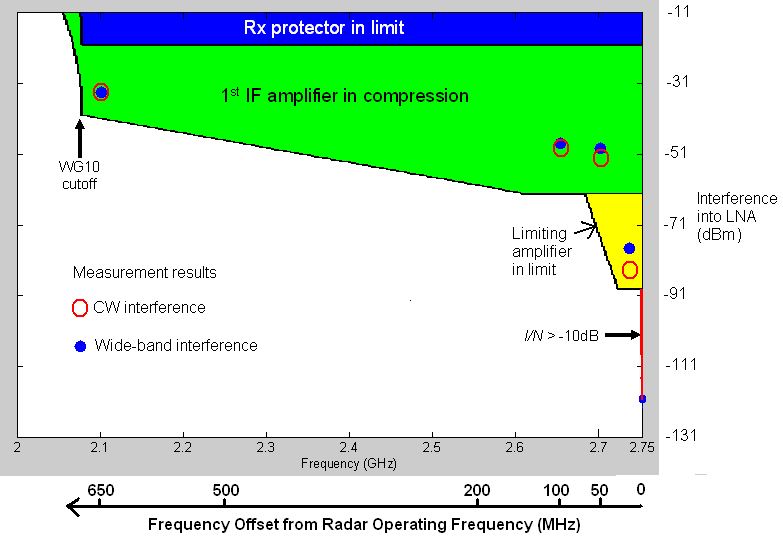 Rx protector in limit
-11
-31
1st IF amplifier in compression
-51
WG10
cutoff
Interference
into LNA
(dBm)
-71
Limiting
amplifier
in limit
Measurement results
-91
CW interference
I/N > -10dB
Wide-band interference
-111
-131
2 2.1 2.2 2.3 2.4 2.5 2.6 2.7 2.75
Frequency (GHz)
650 500 200 100 50 0
Frequency Offset from Radar Operating Frequency (MHz)